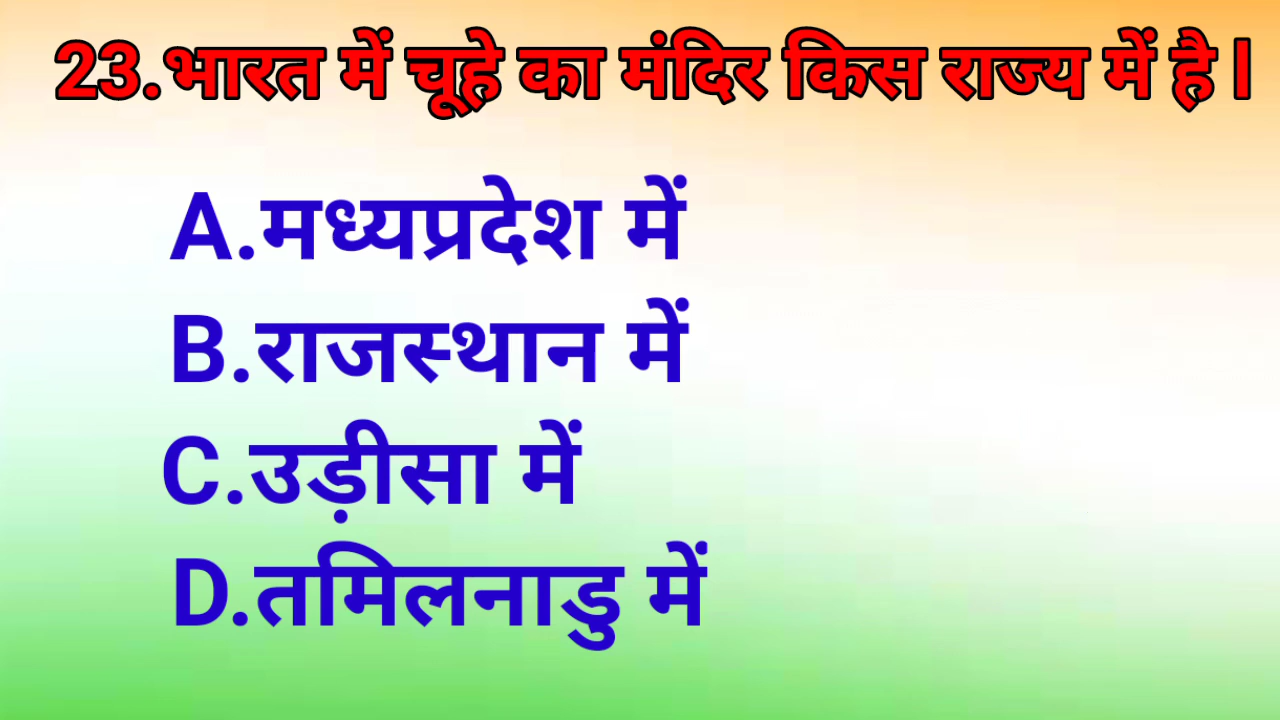 23.भारत में चूहे का मंदिर किस राज्य में है l
A.मध्यप्रदेश में
B.राजस्थान में
C.उड़ीसा में
D.तमिलनाडु में